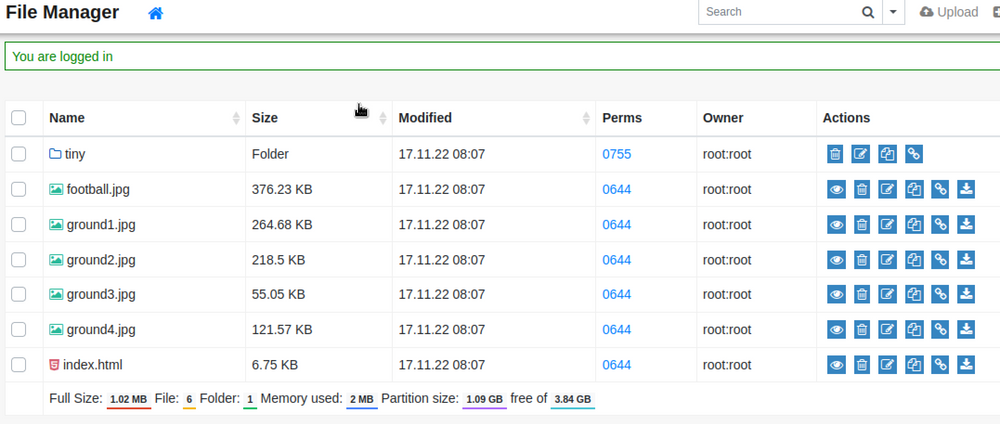 File Manager Search Upload
You are logged in
Name Size Modified Perms Owner Actions
tiny Folder 17.11.22 08:07 0755 root:root
football.jpg 376.23 KB 17.11.22 08:07 0644 root:root
ground1.jpg 264.68 KB 17.11.22 08:07 0644 root:root
ground2.jpg 218.5 KB 17.11.22 08:07 0644 root:root
ground3.jpg 55.05 KB 17.11.22 08:07 0644 root:root
ground4.jpg 121.57 KB 17.11.22 08:07 0644 root:root
index.html 6.75 KB 17.11.22 08:07 0644 root:root
Full Size: 1.02 MB File: 6 Folder: 1 Memory used: 2 MB Partition size: 1.09 GB free of 3.84 GB